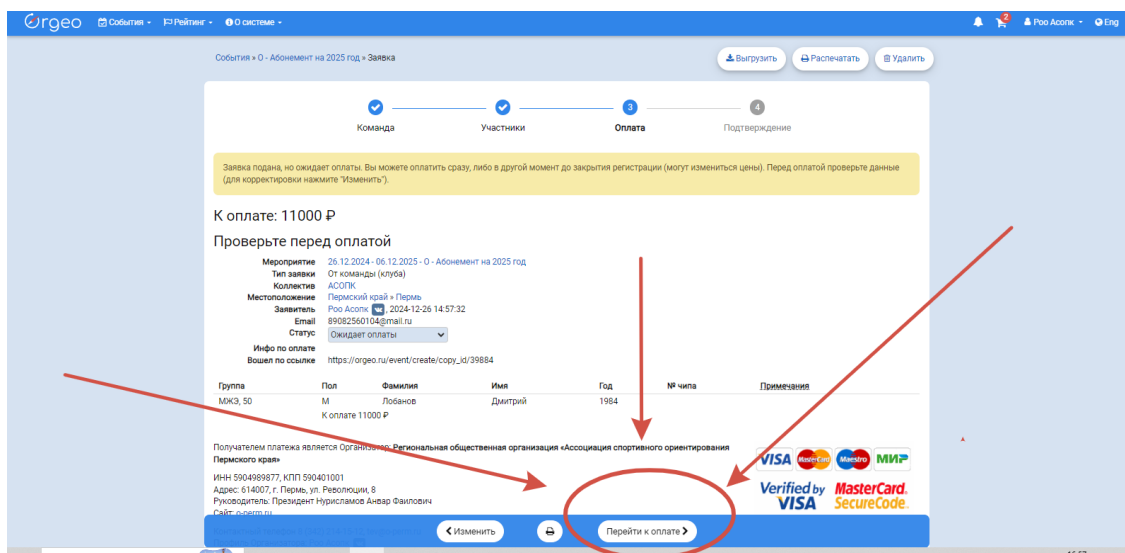 Orgeo События Рейтинг О системе 2 Роо Асопк Eng
События » О - Абонемент на 2025 год » Заявка Выгрузить Распечатать Удалить
3 4
Команда Участники Оплата Подтверждение
Заявка подана, но ожидает оплаты. Вы можете оплатить сразу, либо в другой момент до закрытия регистрации (могут измениться цены). Перед оплатой проверьте данные
(для корректировки нажмите "Изменить").
К оплате: 11000 ₽
Проверьте перед оплатой
Мероприятие 26.12.2024 - 06.12.2025 - О - Абонемент на 2025 год
Тип заявки От команды (клуба)
Коллектив АСОПК
Местоположение Пермский край » Пермь
Заявитель Роо Асопк, 2024-12-26 14:57:32
Email 89082560104@mail.ru
Статус Ожидает оплаты
Инфо по оплате
Вошел по ссылке https://orgeo.ru/event/create/copy_id/39884
Группа Пол Фамилия Имя Год № чипа Примечания
МЖЭ, 50 М Лобанов Дмитрий 1984
К оплате 11000 ₽
Получателем платежа является Организатор: Региональная общественная организация «Ассоциация спортивного ориентирования
Пермского края»
VISA MasterCard Maestro МИР
ИНН 5904989877, КПП 590401001
Адрес: 614007, г. Пермь, ул. Революции, 8
Руководитель: Президент Нурисламов Анвар Фаилович
Сайт: o-perm.ru
Verified by VISA MasterCard. SecureCode.
Изменить Перейти к оплате